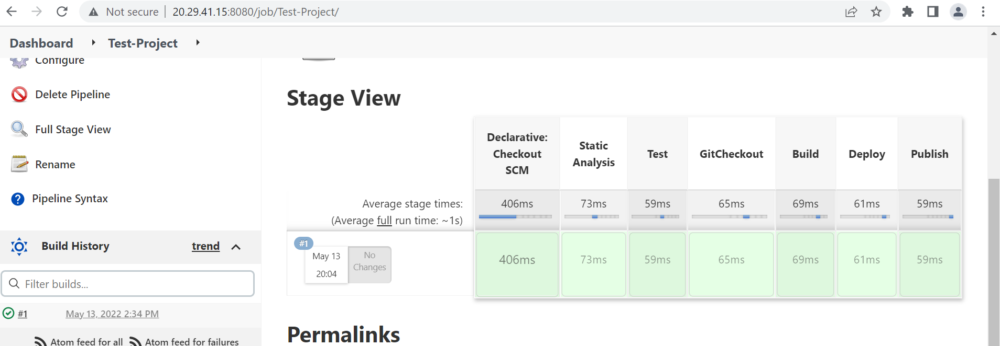 Not secure | 20.29.41.15:8080/job/Test-Project/
Dashboard Test-Project
Configure
Delete Pipeline
Full Stage View
Rename
Pipeline Syntax
Build History trend
Filter builds...
#1 May 13, 2022 2:34 PM
Atom feed for all Atom feed for failures
Stage View
Declarative:
Checkout
SCM
Static
Analysis
Test
GitCheckout
Build
Deploy
Publish
Average stage times:
(Average full run time: ~1s)
406ms 73ms 59ms 65ms 69ms 61ms 59ms
#1
May 13
20:04
No
Changes
406ms 73ms 59ms 65ms 69ms 61ms 59ms
Permalinks